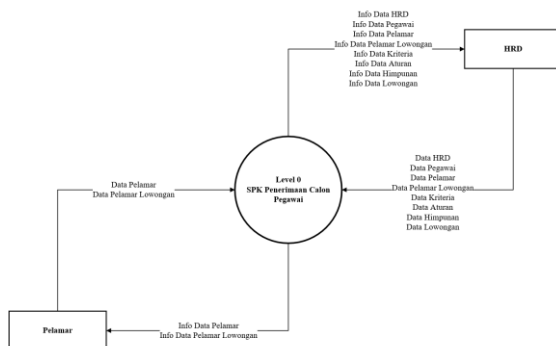 Info Data HRD
Info Data Pegawai
Info Data Pelamar
Info Data Pelamar Lowongan
Info Data Kriteria
Info Data Aturan
Info Data Himpunan
Info Data Lowongan
HRD
Level 0
SPK Penerimaan Calon
Pegawai
Data HRD
Data Pegawai
Data Pelamar
Data Pelamar Lowongan
Data Kriteria
Data Aturan
Data Himpunan
Data Lowongan
Data Pelamar
Data Pelamar Lowongan
Pelamar
Info Data Pelamar
Info Data Pelamar Lowongan